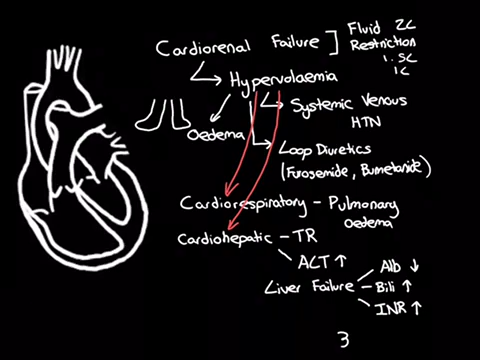 Cardiorenal Failure ] Fluid 2L
Restriction
1.5L
1L
↳ Hypervolaemia
Systemic Venous
HTN
Oedema
Loop Diuretics
(Furosemide, Bumetanide)
Cardiorespiratory - Pulmonary
Oedema
Cardiohepatic - TR
ALT ↑
Liver Failure
Alb ↓
Bili ↑
INR ↑
3